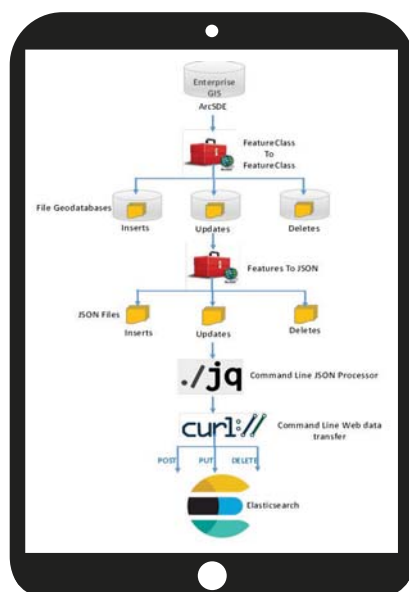 Enterprise
GIS
ArcSDE
FeatureClass
To
FeatureClass
File Geodatabases
Inserts
Updates
Deletes
Features To JSON
JSON Files
Inserts
Updates
Deletes
./jq
Command Line JSON Processor
curl://
Command Line Web data
transfer
POST
PUT
DELETE
Elasticsearch